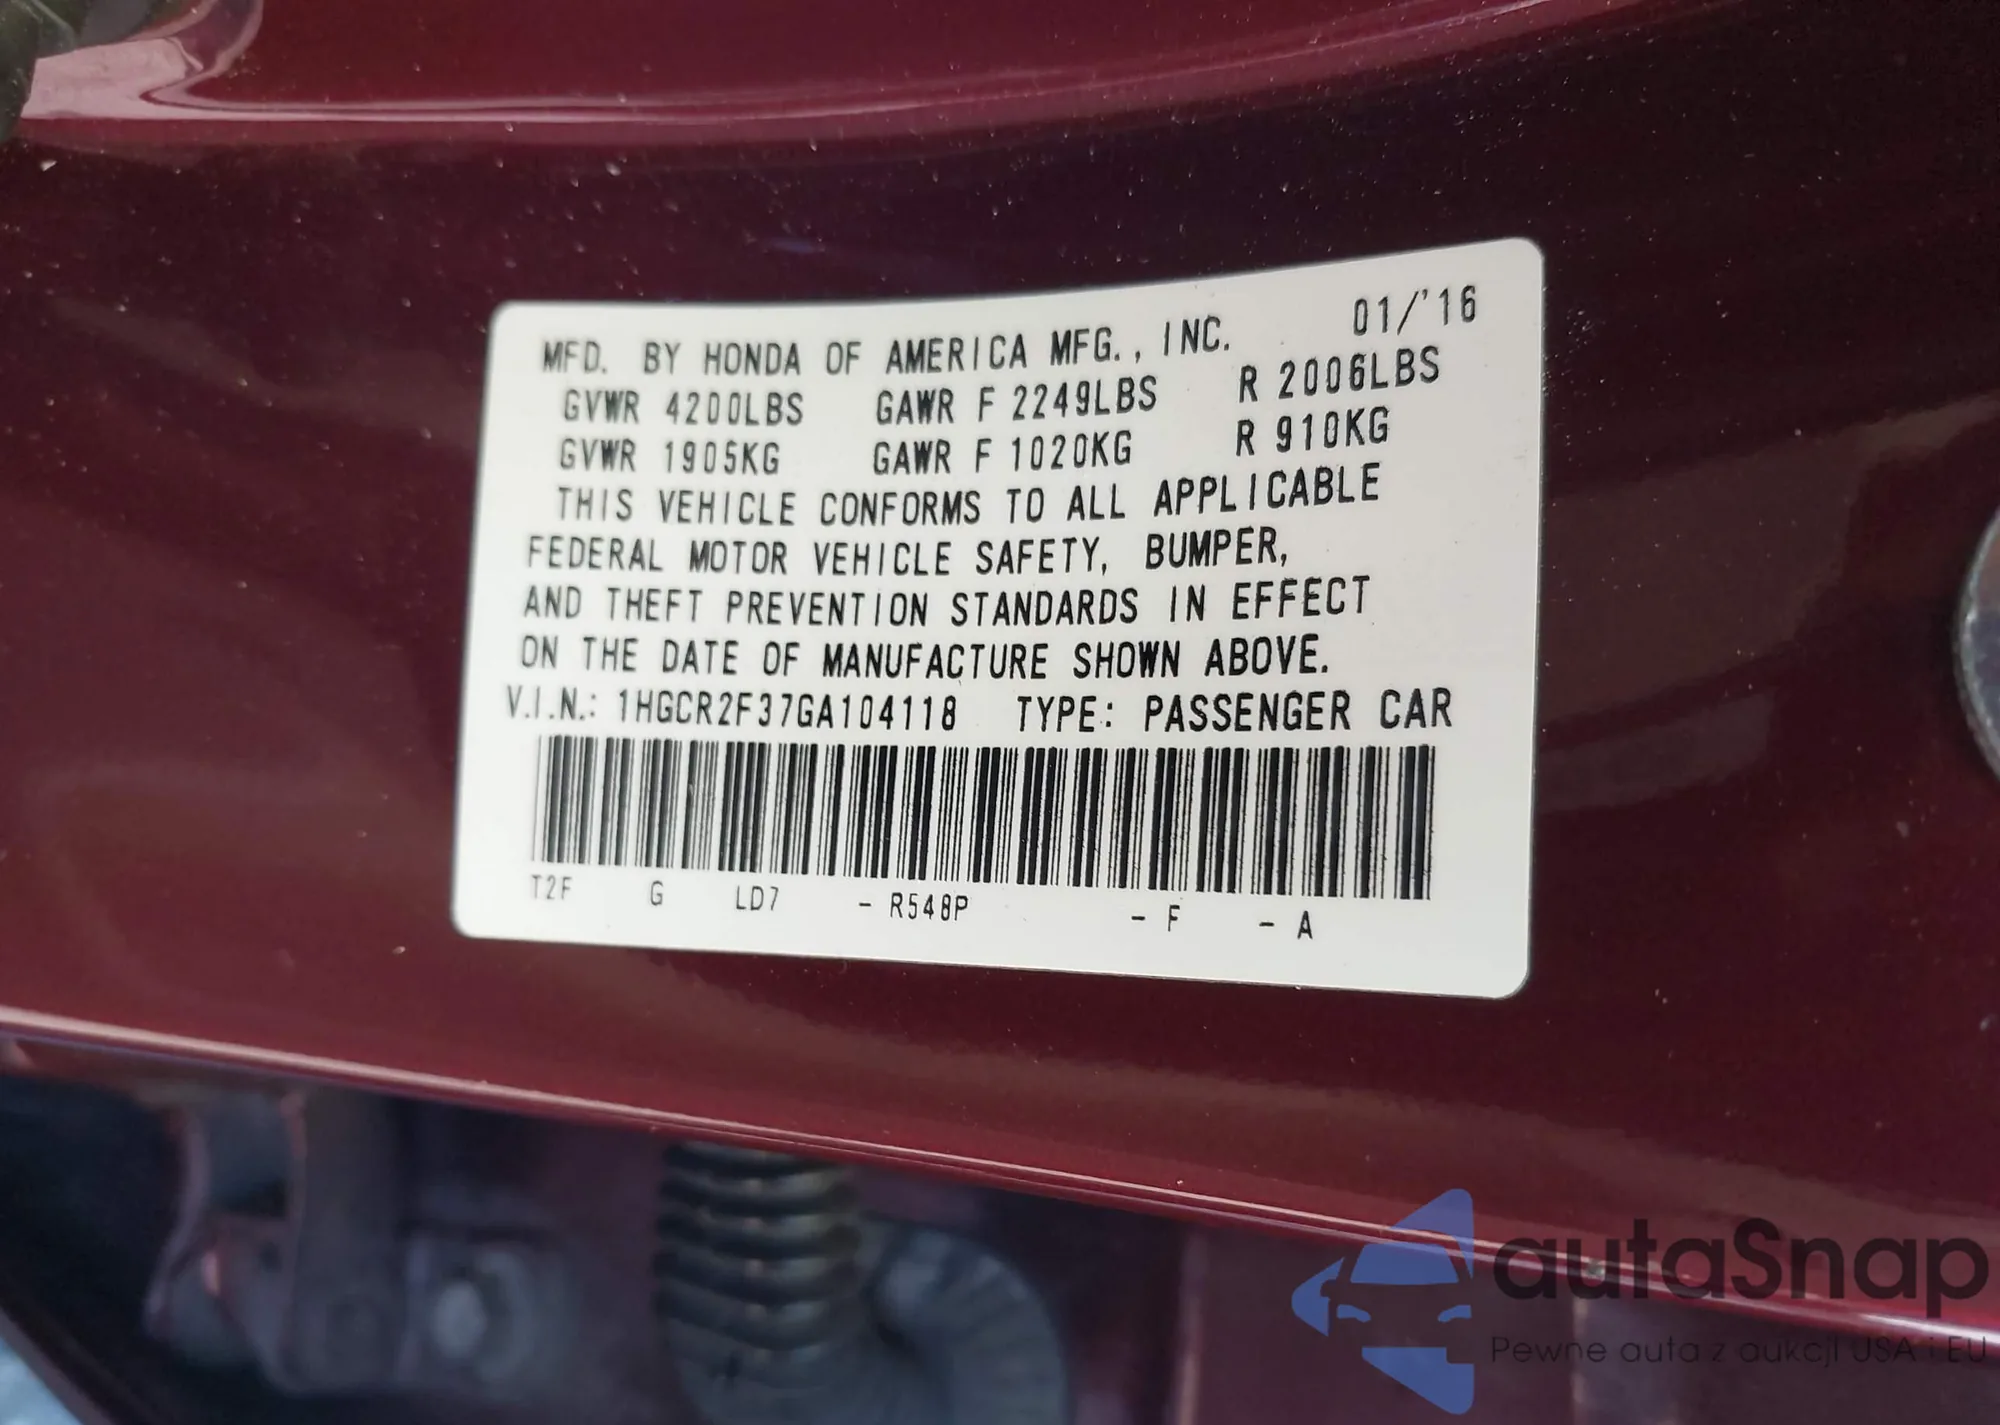 MFD. BY HONDA OF AMERICA MFG., INC. 01/'16
GVWR 4200LBS GAWR F 2249LBS R 2006LBS
GVWR 1905KG GAWR F 1020KG R 910KG
THIS VEHICLE CONFORMS TO ALL APPLICABLE
FEDERAL MOTOR VEHICLE SAFETY, BUMPER,
AND THEFT PREVENTION STANDARDS IN EFFECT
ON THE DATE OF MANUFACTURE SHOWN ABOVE.
V.I.N.: 1HGCR2F37GA104118 TYPE: PASSENGER CAR
T2F G LD7 - R548P - F - A
autaSnap
Pewne auta z aukcji USA i EU